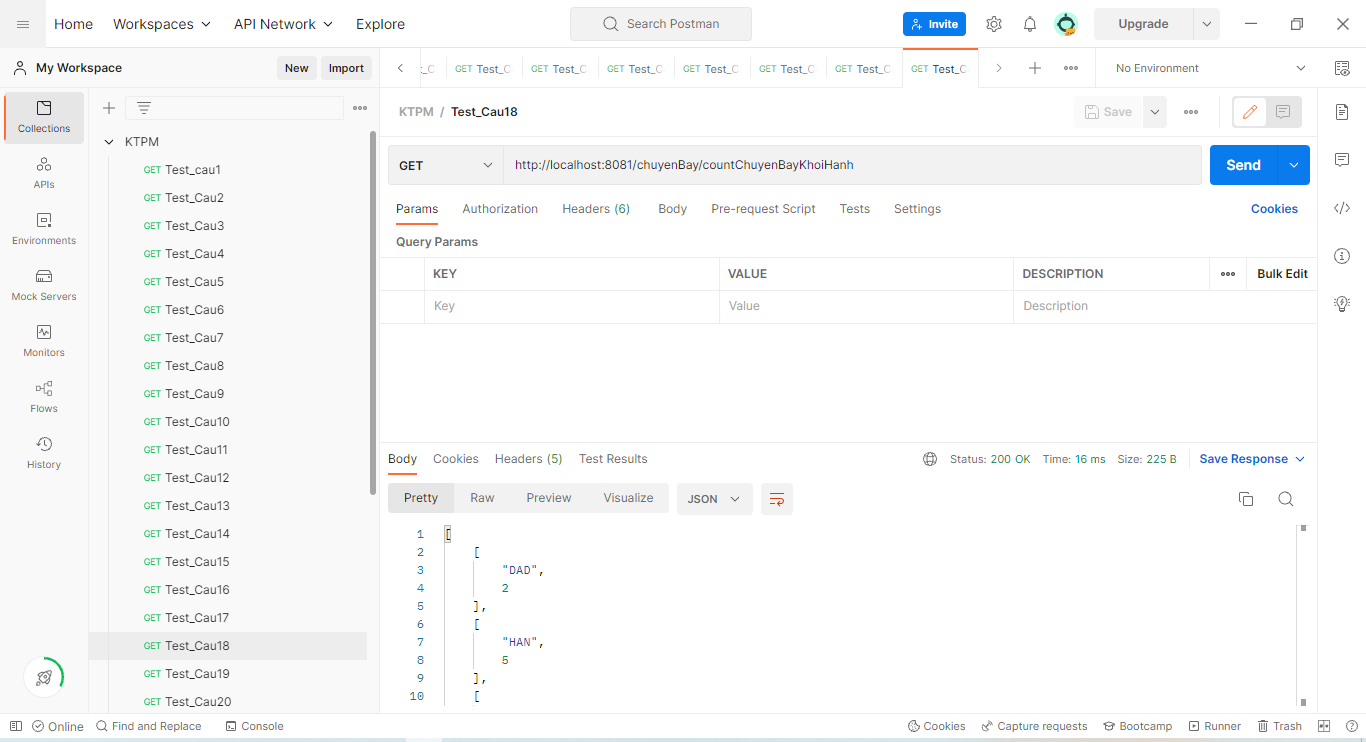 Home Workspaces API Network Explore Search Postman Invite Upgrade
My Workspace New Import GET Test_C GET Test_C GET Test_C GET Test_C GET Test_C GET Test_C GET Test_C No Environment
Collections
APIs
Environments
Mock Servers
Monitors
Flows
History
KTPM
GET Test_cau1
GET Test_Cau2
GET Test_Cau3
GET Test_Cau4
GET Test_Cau5
GET Test_Cau6
GET Test_Cau7
GET Test_Cau8
GET Test_Cau9
GET Test_Cau10
GET Test_Cau11
GET Test_Cau12
GET Test_Cau13
GET Test_Cau14
GET Test_Cau15
GET Test_Cau16
GET Test_Cau17
GET Test_Cau18
GET Test_Cau19
GET Test_Cau20
KTPM / Test_Cau18 Save
GET http://localhost:8081/chuyenBay/countChuyenBayKhoiHanh Send
Params Authorization Headers (6) Body Pre-request Script Tests Settings Cookies
Query Params
KEY VALUE DESCRIPTION Bulk Edit
Key Value Description
Body Cookies Headers (5) Test Results Status: 200 OK Time: 16 ms Size: 225 B Save Response
Pretty Raw Preview Visualize JSON
1 [
2 [
3 "DAD",
4 2
5 ],
6 [
7 "HAN",
8 5
9 ],
10 [
Online Find and Replace Console Cookies Capture requests Bootcamp Runner Trash